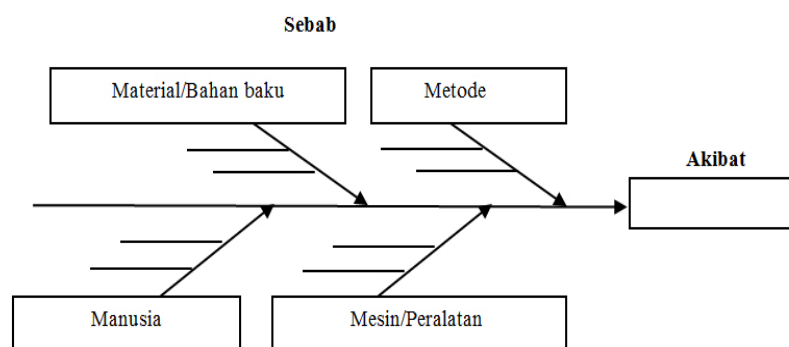 Sebab
Material/Bahan baku
Metode
Akibat
Manusia
Mesin/Peralatan